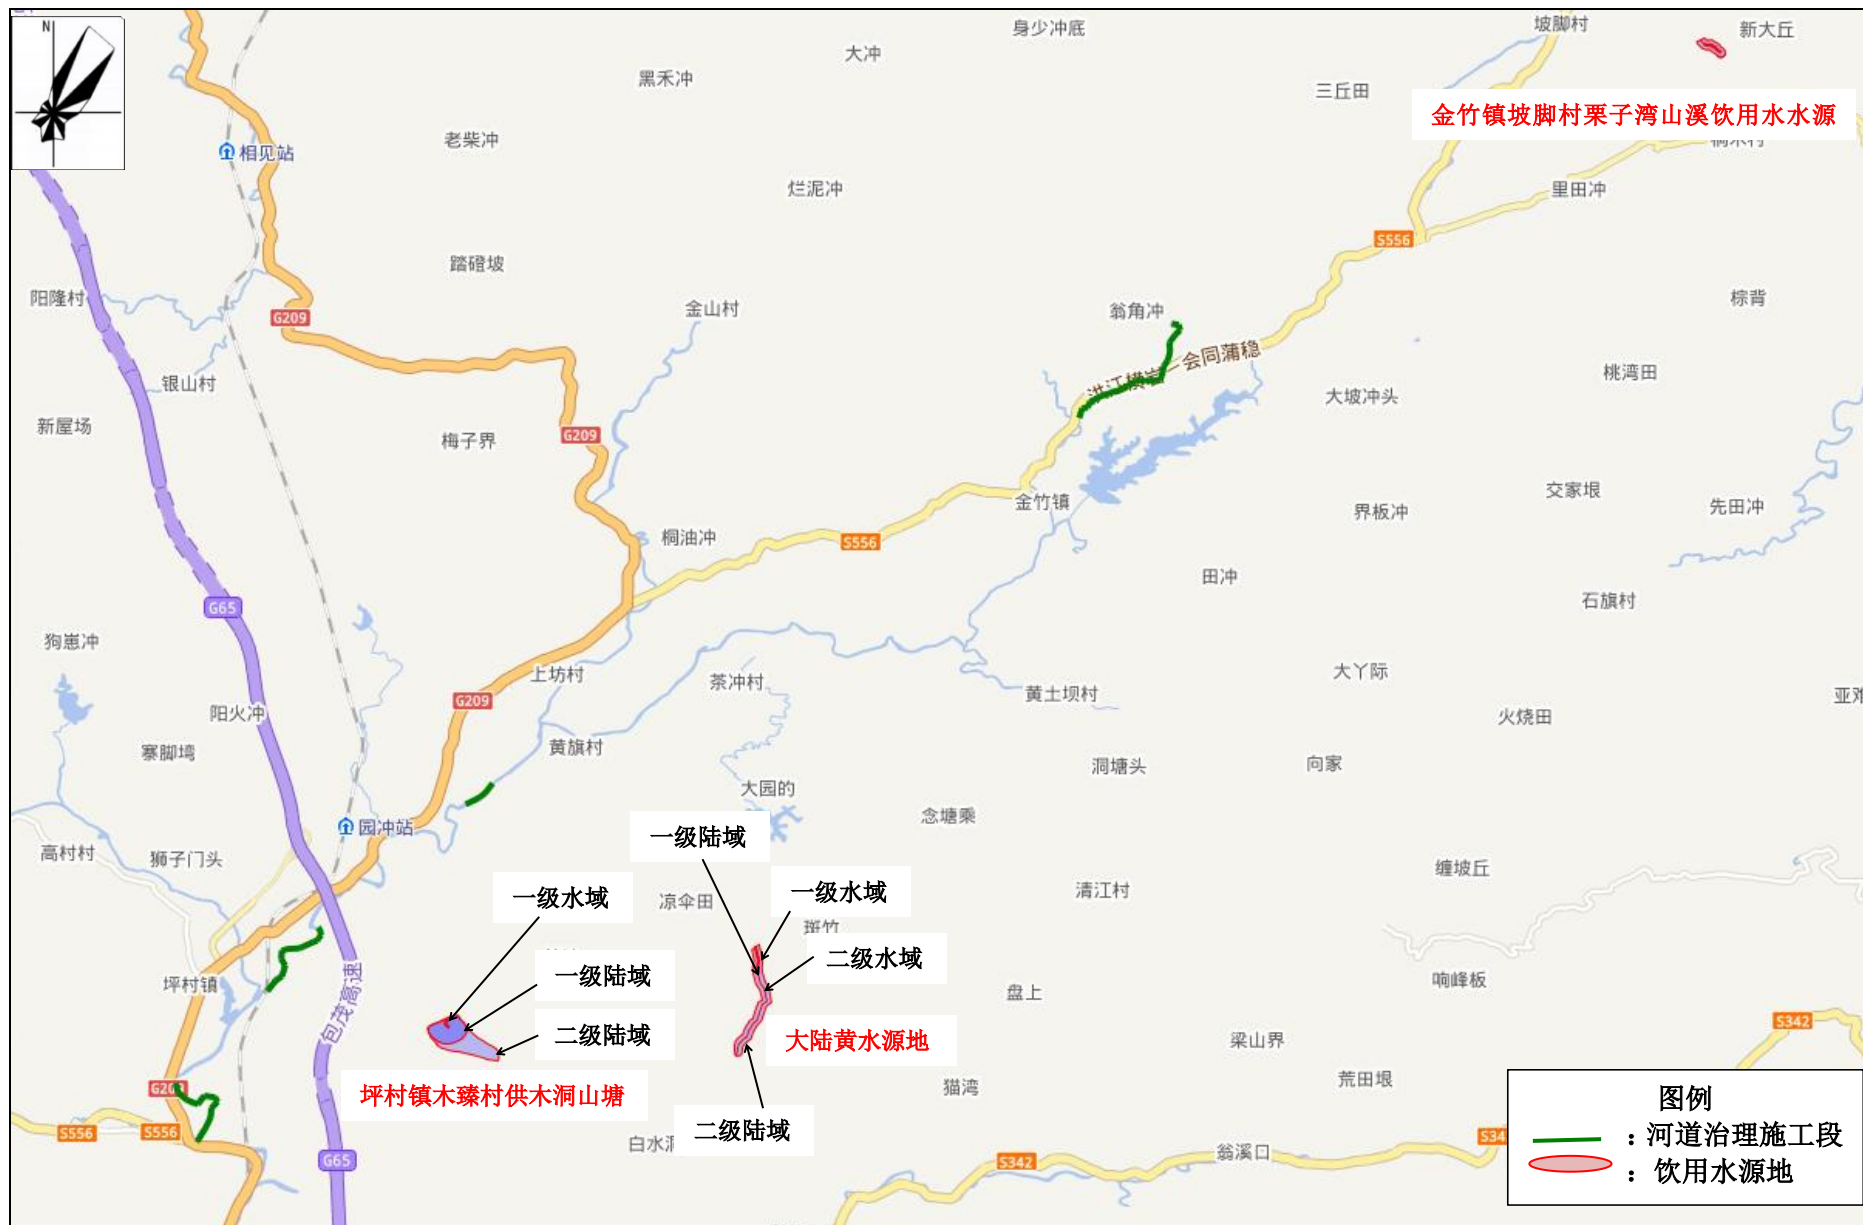 N
身少冲底
坡脚村
新大丘
大冲
黑禾冲
三丘田
金竹镇坡脚村栗子湾山溪饮用水水源
老柴冲
相见站
烂泥冲
里田冲
S556
踏磴坡
阳隆村
金山村
翁角冲
棕背
G209
会同蒲稳
银山村
桃湾田
新屋场
大坡冲头
梅子界
G209
交家垠
金竹镇
界板冲
先田冲
桐油冲
S556
田冲
石旗村
G65
狗崽冲
上坊村
茶冲村
黄土坝村
大丫际
G209
阳火冲
火烧田
寨脚塆
黄旗村
洞塘头
向家
大园的
念塘乘
园冲站
一级陆域
高村村
狮子门头
缠坡丘
一级水域
凉伞田
一级水域
清江村
斑竹
二级水域
坪村镇
一级陆域
盘上
响峰板
包茂高速
二级陆域
大陆黄水源地
梁山界
S342
G209
坪村镇木臻村供木洞山塘
猫湾
荒田垠
图例
S556
S556
二级陆域
白水洞
：河道治理施工段
G65
S342
翁溪口
：饮用水源地